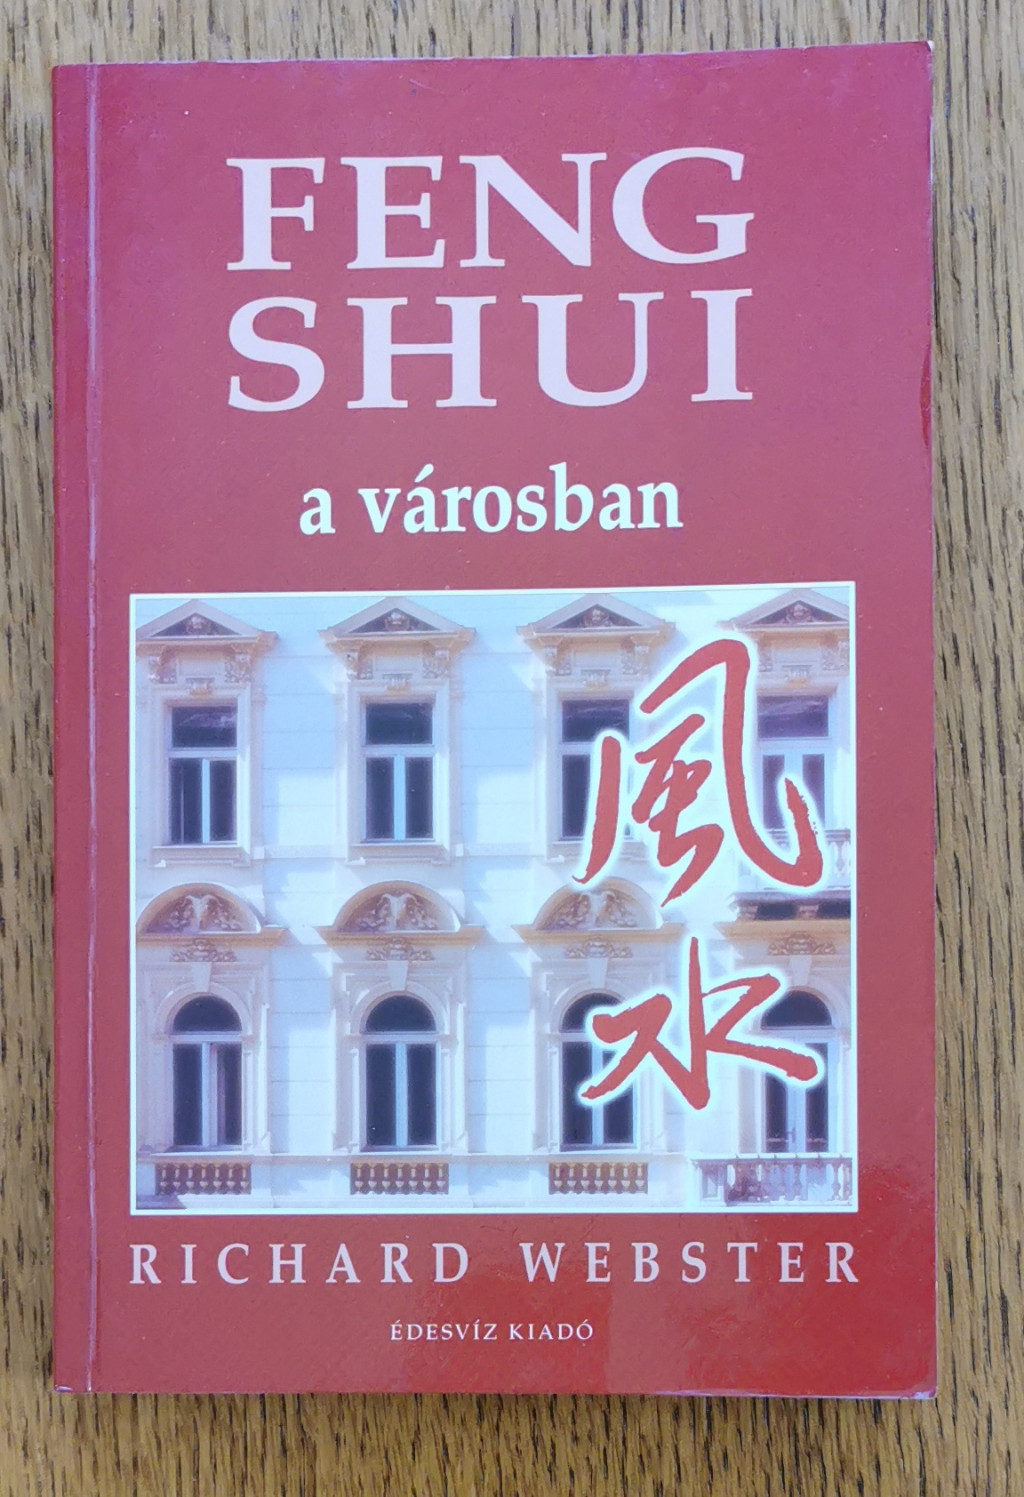 FENG
SHUI
a városban
風
水
RICHARD WEBSTER
ÉDESVÍZ KIADÓ